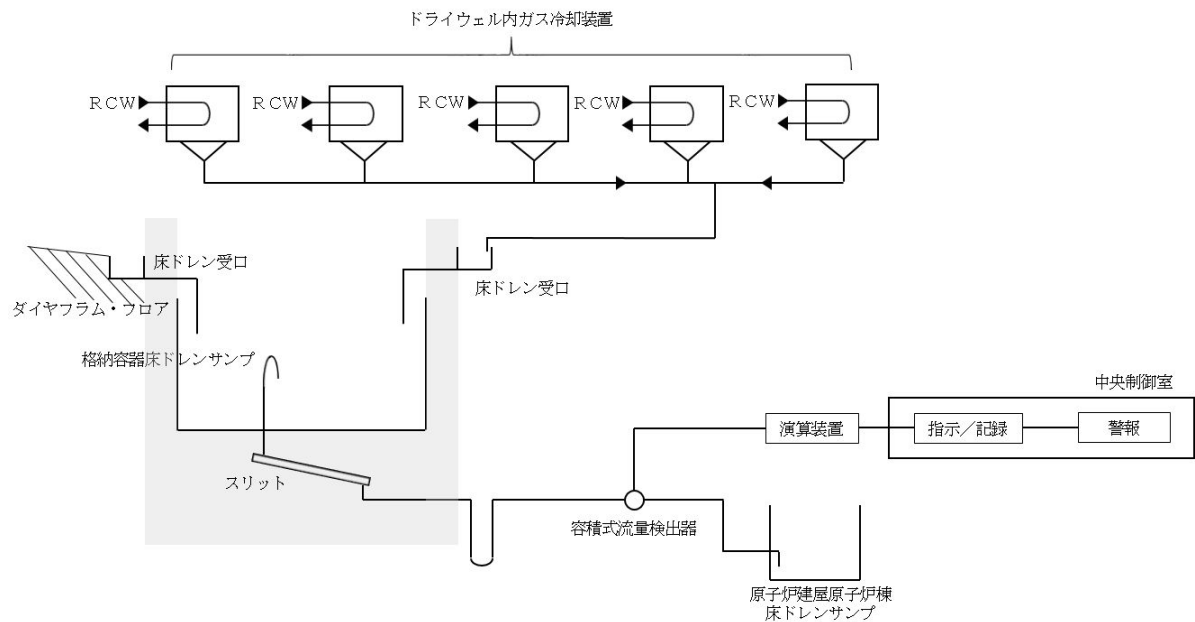 ドライウェル内ガス冷却装置
ＲＣＷ
ＲＣＷ
ＲＣＷ
ＲＣＷ
ＲＣＷ
床ドレン受口
床ドレン受口
ダイヤフラム・フロア
格納容器床ドレンサンプ
中央制御室
演算装置
指示／記録
警報
スリット
容積式流量検出器
原子炉建屋原子炉棟
床ドレンサンプ